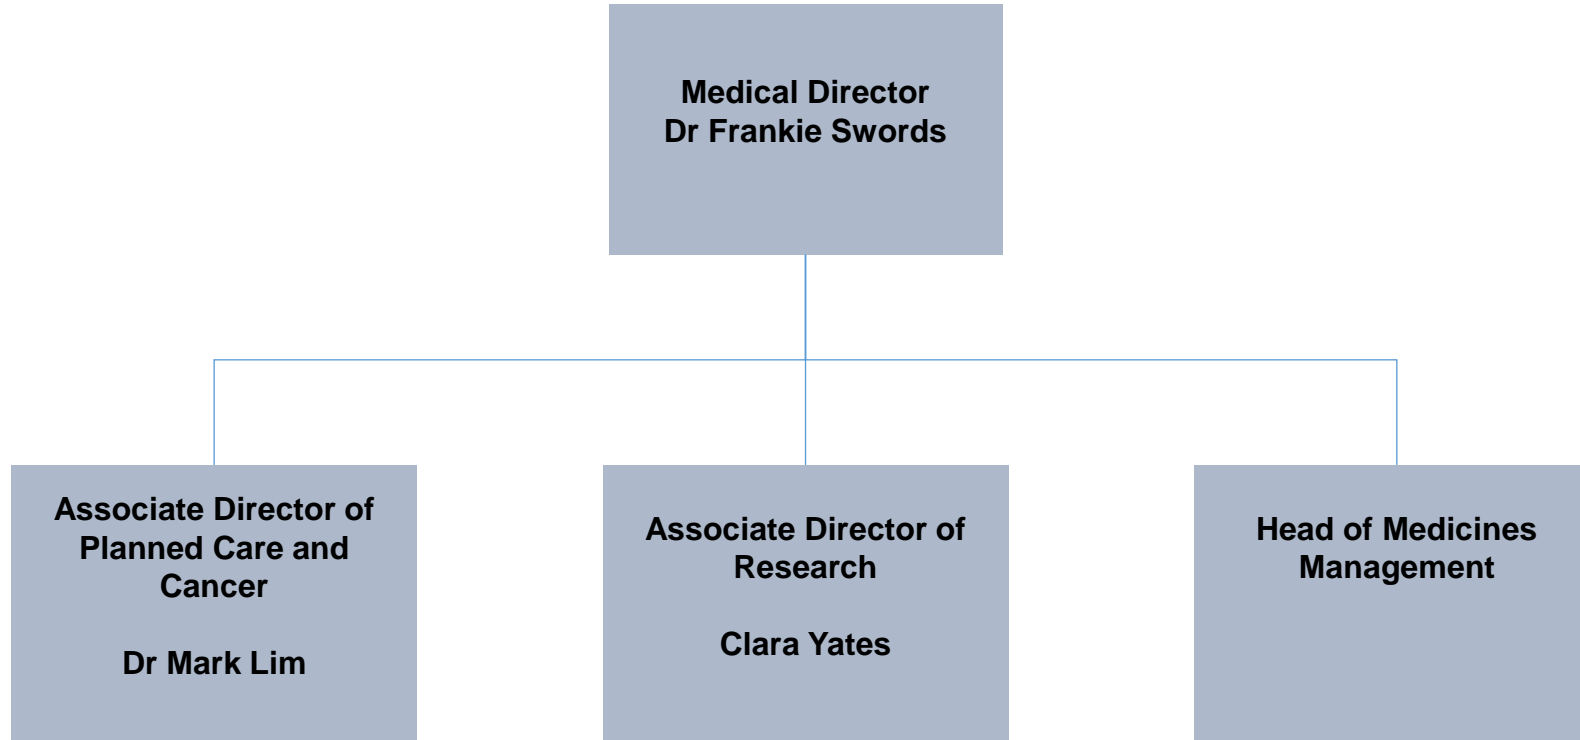 Medical Director
Dr Frankie Swords
Associate Director of
Planned Care and
Cancer
Dr Mark Lim
Associate Director of
Research
Clara Yates
Head of Medicines
Management